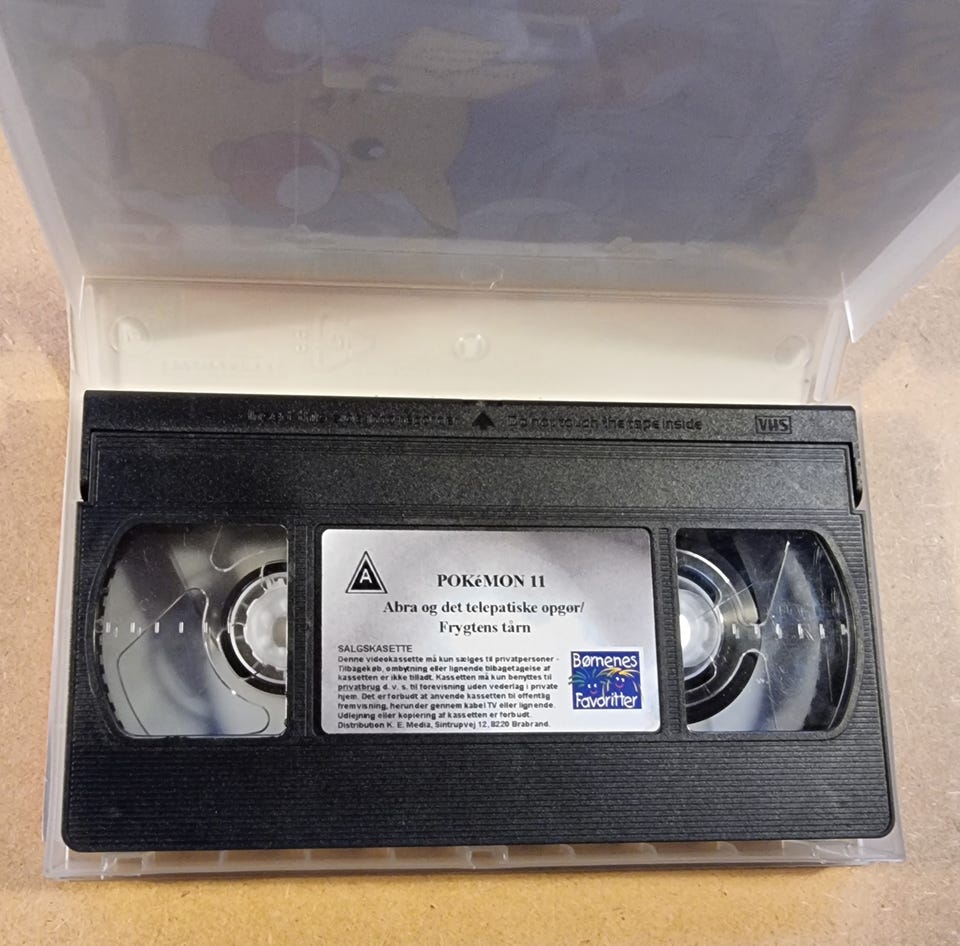 Do not touch the tape inside
VHS
A
POKéMON 11
Abra og det telepatiske opgør/
Frygtens tårn
SALGSKASETTE
Denne videokassette må kun sælges til privatpersoner -
Tilbagekøb, ombytning eller lignende tilbagetagelse af
kassetten er ikke tilladt. Kassetten må kun benyttes til
privatbrug d. v. s. til forevisning uden vederlag i private
hjem. Det er forbudt at anvende kassetten til offentlig
fremvisning, herunder gennem kabel TV eller lignende.
Udlejning eller kopiering af kassetten er forbudt.
Distribution K. E. Media, Sintrupvej 12, 8220 Brabrand.
Børnenes
Favoritter